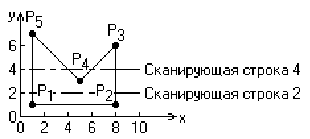 y P5
6 P3
4 P4 Сканирующая строка 4
2 P1 P2 Сканирующая строка 2
0 2 4 6 8 10 x